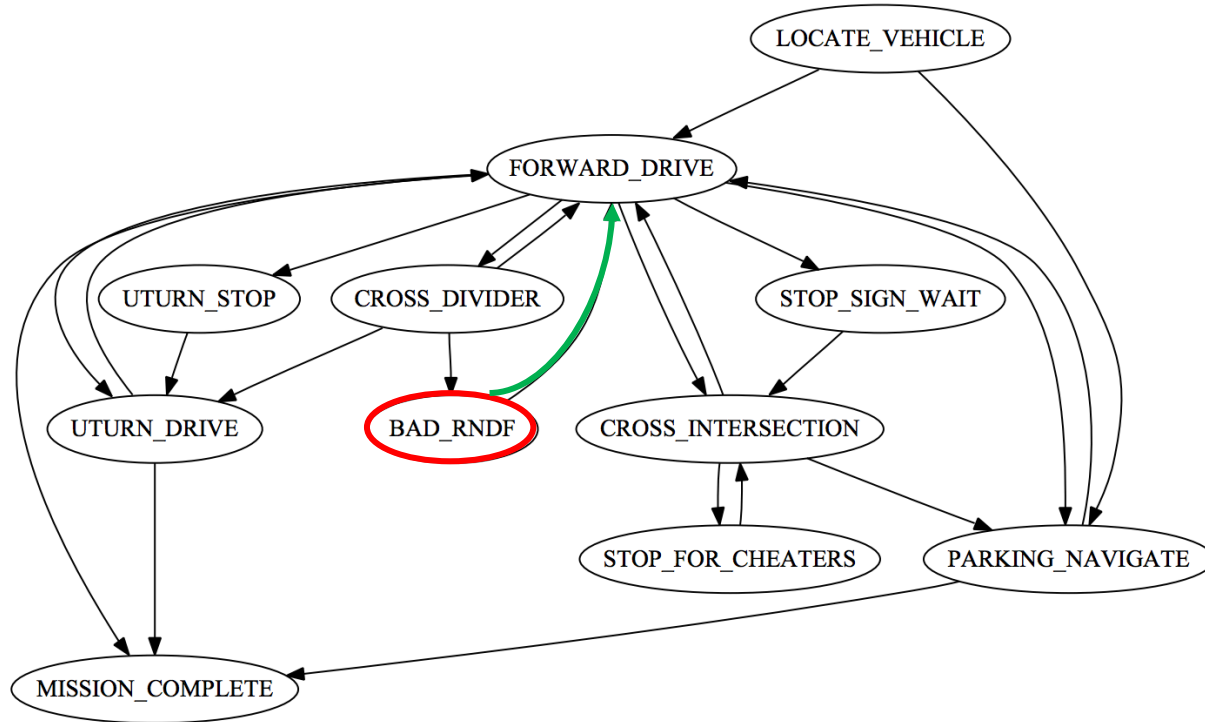 LOCATE_VEHICLE
FORWARD_DRIVE
UTURN_STOP
CROSS_DIVIDER
STOP_SIGN_WAIT
UTURN_DRIVE
BAD_RNDF
CROSS_INTERSECTION
STOP_FOR_CHEATERS
PARKING_NAVIGATE
MISSION_COMPLETE